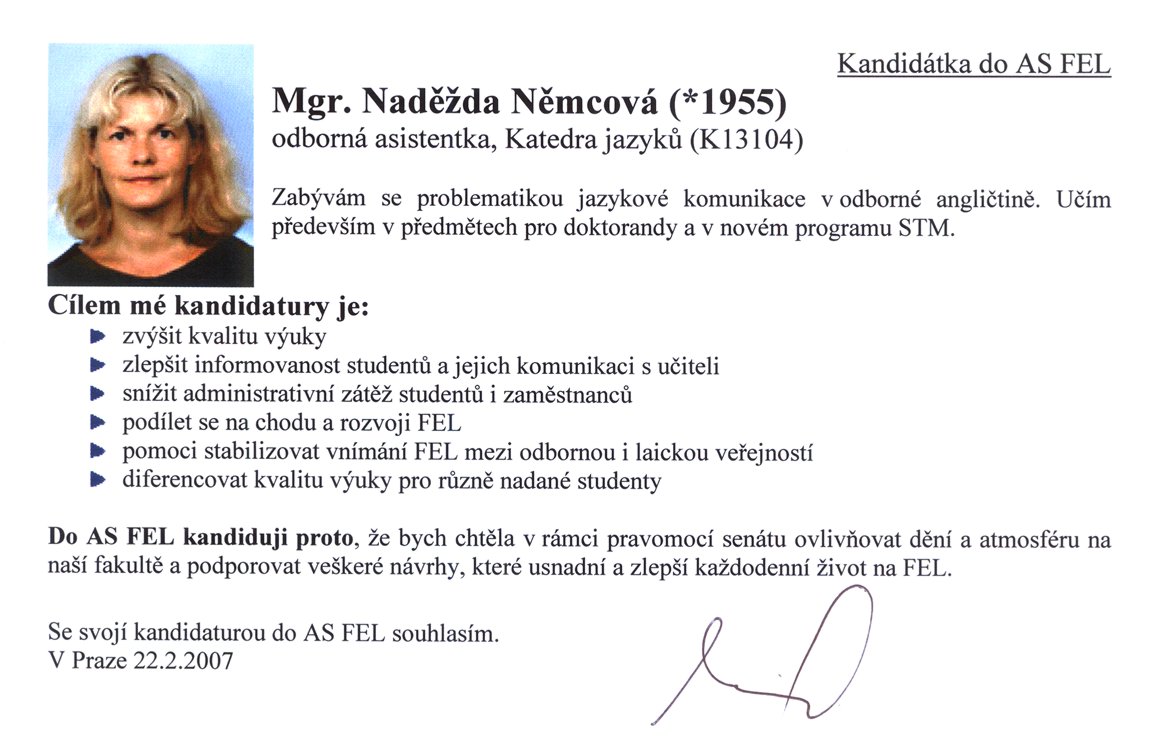 Kandidátka do AS FEL
Mgr. Naděžda Němcová (*1955)
odborná asistentka, Katedra jazyků (K13104)
Zabývám se problematikou jazykové komunikace v odborné angličtině. Učím
především v předmětech pro doktorandy a v novém programu STM.
Cílem mé kandidatury je:
zvýšit kvalitu výuky
zlepšit informovanost studentů a jejich komunikaci s učiteli
snížit administrativní zátěž studentů i zaměstnanců
podílet se na chodu a rozvoji FEL
pomoci stabilizovat vnímání FEL mezi odbornou i laickou veřejností
diferencovat kvalitu výuky pro různě nadané studenty
Do AS FEL kandiduji proto, že bych chtěla v rámci pravomocí senátu ovlivňovat dění a atmosféru na
naší fakultě a podporovat veškeré návrhy, které usnadní a zlepší každodenní život na FEL.
Se svojí kandidaturou do AS FEL souhlasím.
V Praze 22.2.2007